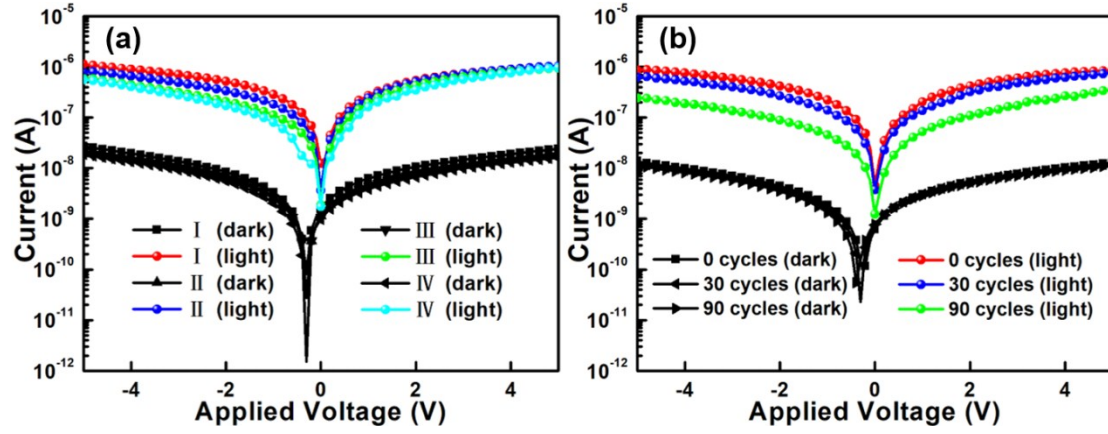 (a)
Current (A)
10⁻⁵
10⁻⁶
10⁻⁷
10⁻⁸
10⁻⁹
10⁻¹⁰
10⁻¹¹
10⁻¹²
Ⅰ (dark)
Ⅰ (light)
Ⅱ (dark)
Ⅱ (light)
Ⅲ (dark)
Ⅲ (light)
Ⅳ (dark)
Ⅳ (light)
-4 -2 0 2 4
Applied Voltage (V)
(b)
Current (A)
10⁻⁵
10⁻⁶
10⁻⁷
10⁻⁸
10⁻⁹
10⁻¹⁰
10⁻¹¹
10⁻¹²
0 cycles (dark)
30 cycles (dark)
90 cycles (dark)
0 cycles (light)
30 cycles (light)
90 cycles (light)
-4 -2 0 2 4
Applied Voltage (V)